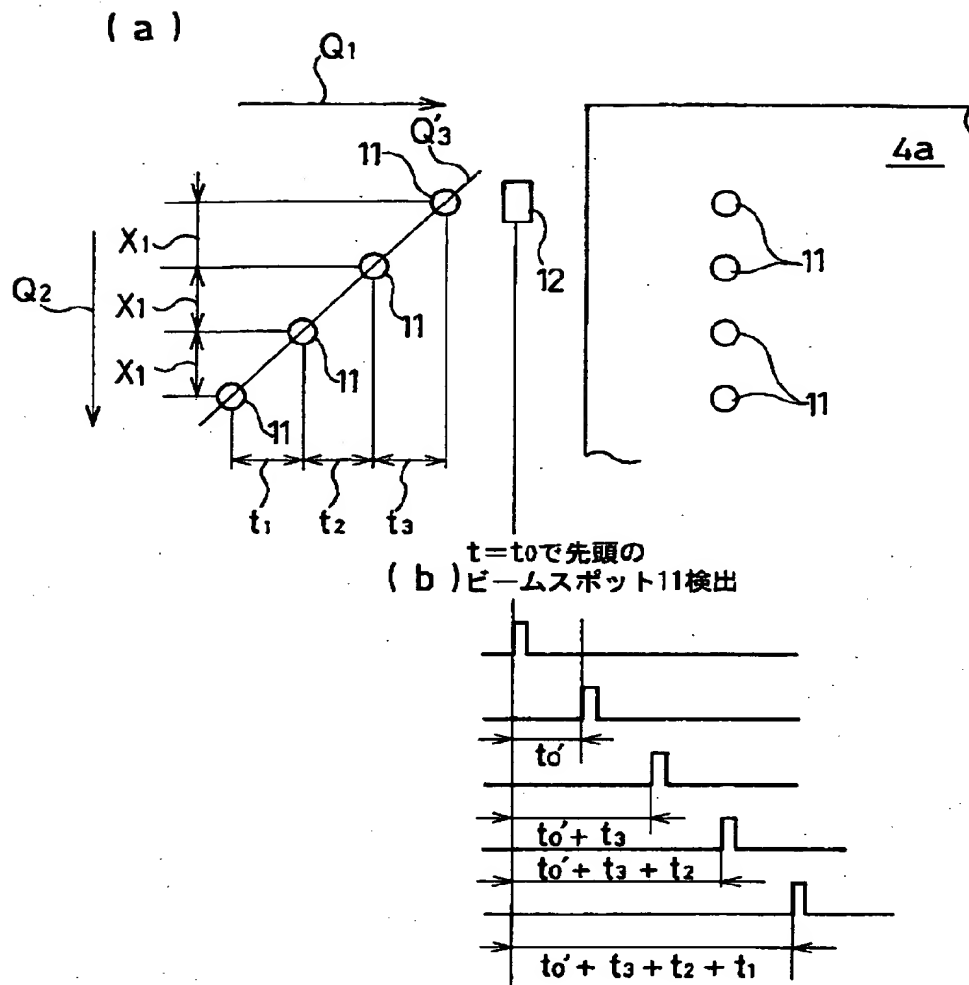 (a)
Q1
Q'3
11
4a
X1
12
11
Q2
X1
11
X1
11
11
11
t1
t2
t3
t=t0で先頭の
(b)ビームスポット11検出
t0'
t0'+t3
t0'+t3+t2
t0'+t3+t2+t1